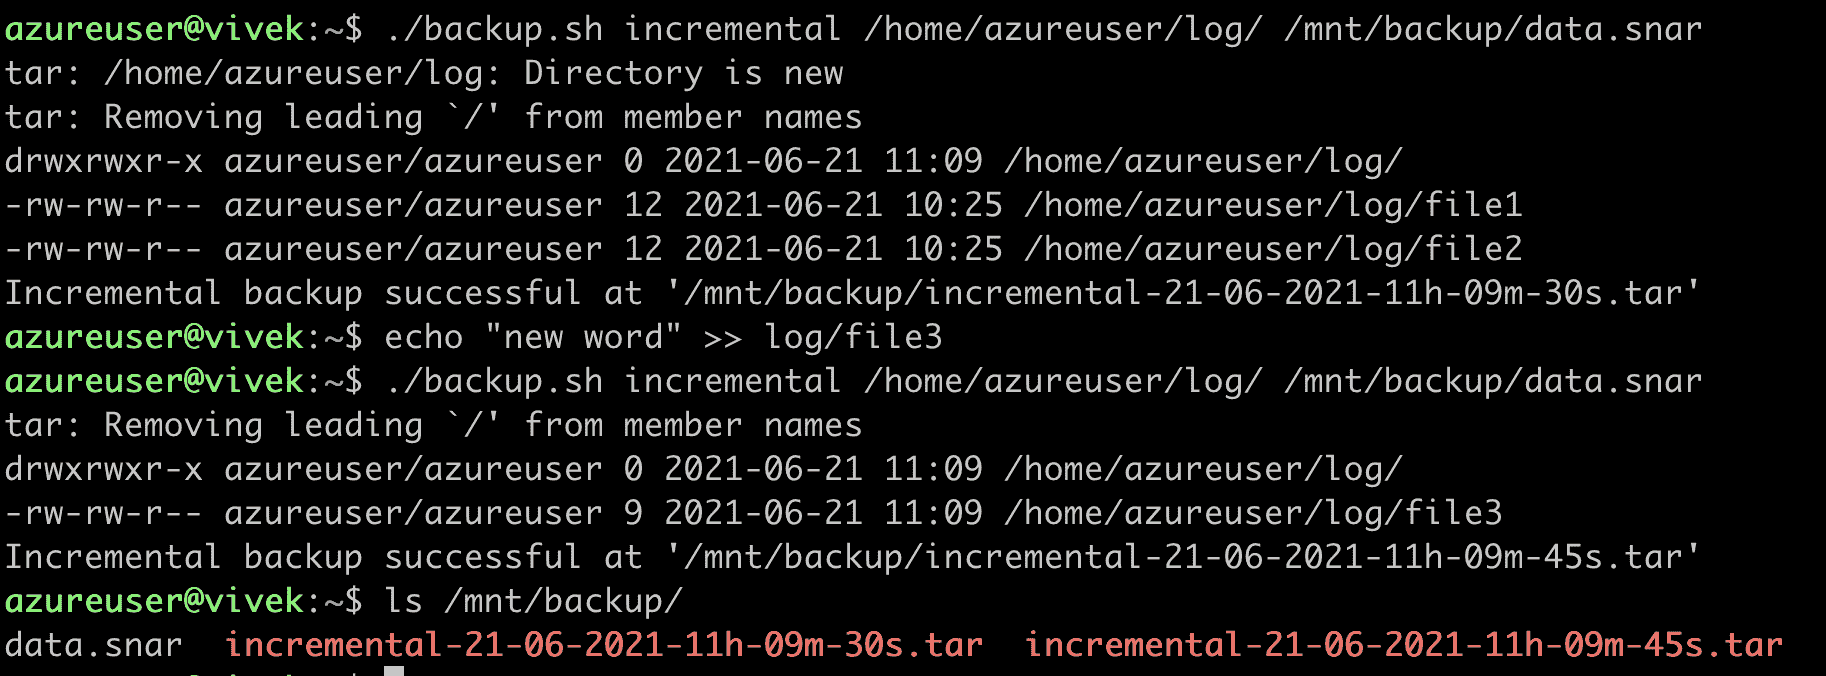 azureuser@vivek:~$ ./backup.sh incremental /home/azureuser/log/ /mnt/backup/data.snar
tar: /home/azureuser/log: Directory is new
tar: Removing leading `/' from member names
drwxrwxr-x azureuser/azureuser 0 2021-06-21 11:09 /home/azureuser/log/
-rw-rw-r-- azureuser/azureuser 12 2021-06-21 10:25 /home/azureuser/log/file1
-rw-rw-r-- azureuser/azureuser 12 2021-06-21 10:25 /home/azureuser/log/file2
Incremental backup successful at '/mnt/backup/incremental-21-06-2021-11h-09m-30s.tar'
azureuser@vivek:~$ echo "new word" >> log/file3
azureuser@vivek:~$ ./backup.sh incremental /home/azureuser/log/ /mnt/backup/data.snar
tar: Removing leading `/' from member names
drwxrwxr-x azureuser/azureuser 0 2021-06-21 11:09 /home/azureuser/log/
-rw-rw-r-- azureuser/azureuser 9 2021-06-21 11:09 /home/azureuser/log/file3
Incremental backup successful at '/mnt/backup/incremental-21-06-2021-11h-09m-45s.tar'
azureuser@vivek:~$ ls /mnt/backup/
data.snar  incremental-21-06-2021-11h-09m-30s.tar  incremental-21-06-2021-11h-09m-45s.tar